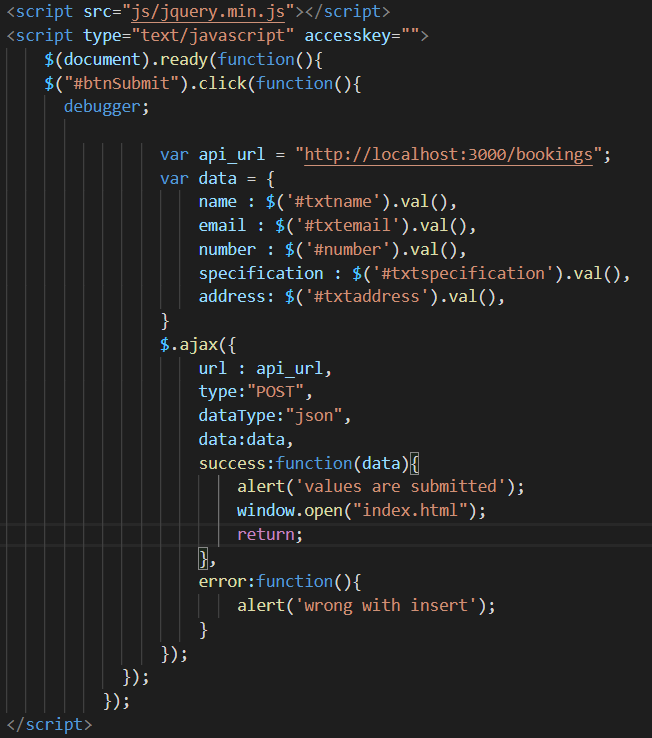 <script src="js/jquery.min.js"></script>
<script type="text/javascript" accesskey="">
$(document).ready(function(){
$("#btnSubmit").click(function(){
debugger;
var api_url = "http://localhost:3000/bookings";
var data = {
name : $('#txtname').val(),
email : $('#txtemail').val(),
number : $('#number').val(),
specification : $('#txtspecification').val(),
address: $('#txtaddress').val(),
}
$.ajax({
url : api_url,
type:"POST",
dataType:"json",
data:data,
success:function(data){
alert('values are submitted');
window.open("index.html");
return;
},
error:function(){
alert('wrong with insert');
}
});
});
});
</script>